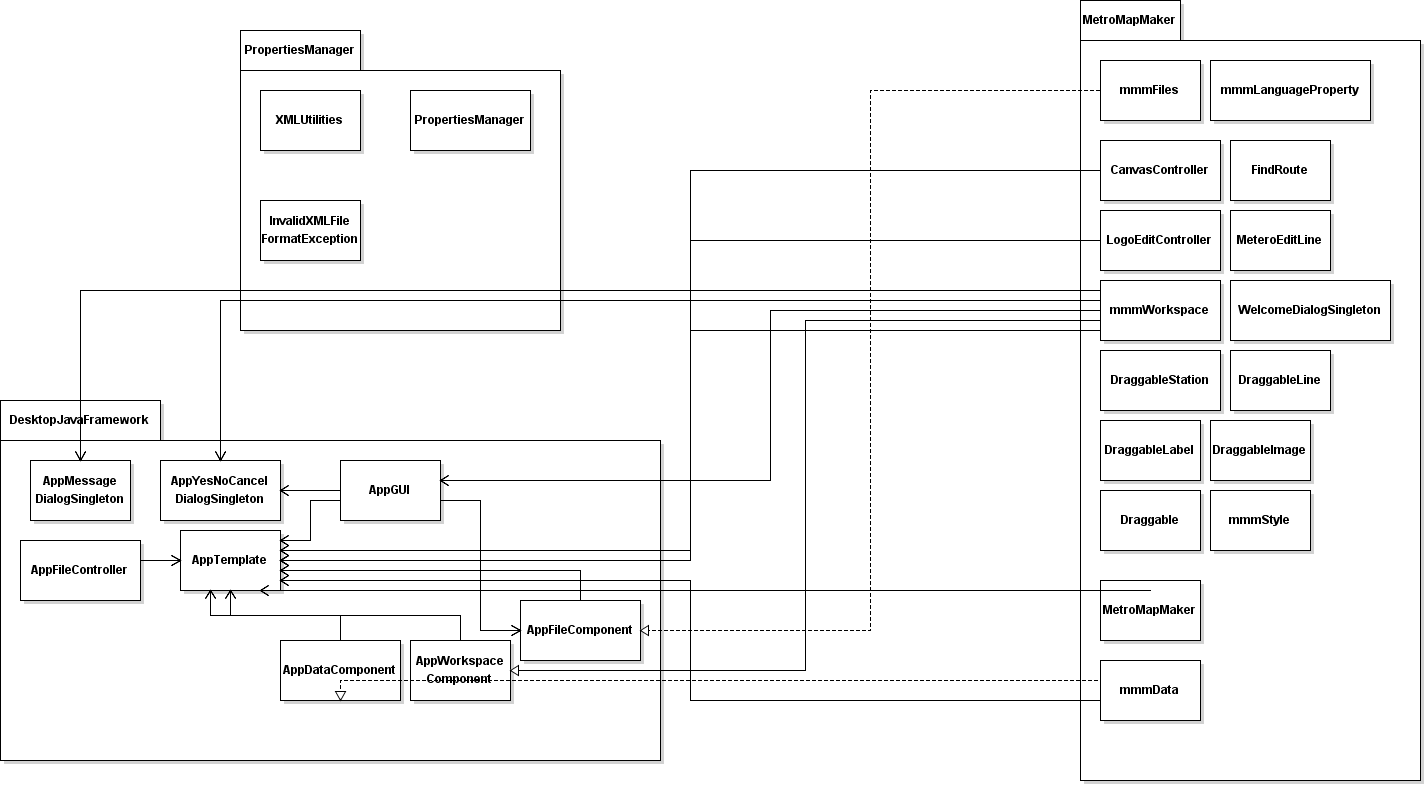 MetroMapMaker
PropertiesManager
mmmFiles
mmmLanguageProperty
XMLUtilities
PropertiesManager
CanvasController
FindRoute
InvalidXMLFile
FormatException
LogoEditController
MeteroEditLine
mmmWorkspace
WelcomeDialogSingleton
DraggableStation
DraggableLine
DesktopJavaFramework
DraggableLabel
DraggableImage
AppMessage
DialogSingleton
AppYesNoCancel
DialogSingleton
AppGUI
Draggable
mmmStyle
AppFileController
AppTemplate
MetroMapMaker
AppFileComponent
AppDataComponent
AppWorkspace
Component
mmmData